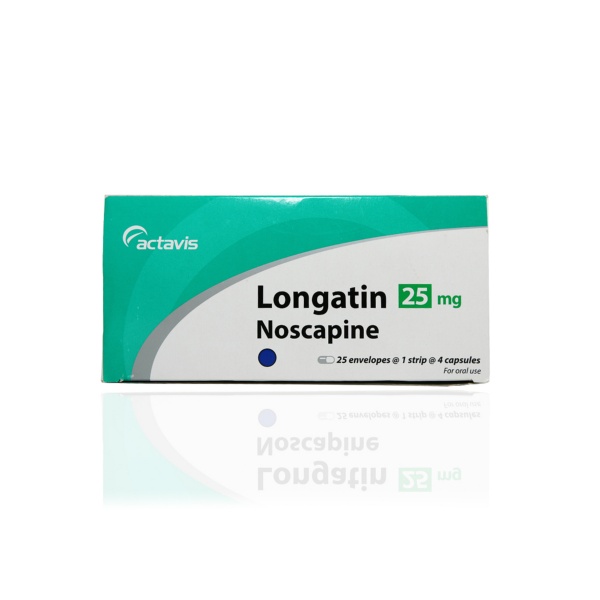 actavis
Longatin 25 mg
Noscapine
25 envelopes @ 1 strip @ 4 capsules
For oral use